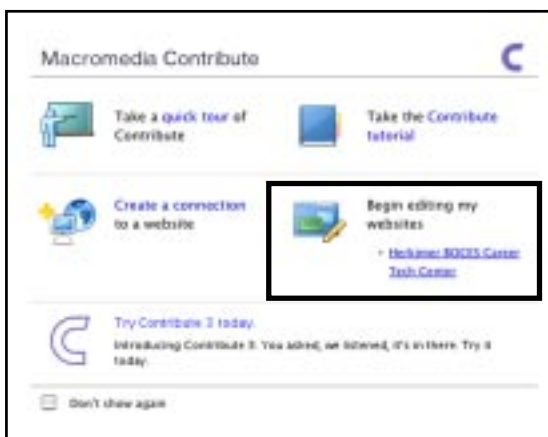 Macromedia Contribute
Take a quick tour of
Contribute
Take the Contribute
tutorial
Create a connection
to a website
Begin editing my
websites
Herkimer BOCES Career
Tech Center
Try Contribute 3 today.
Introducing Contribute 3. You asked, we listened, it's in there. Try it
today.
Don't show again